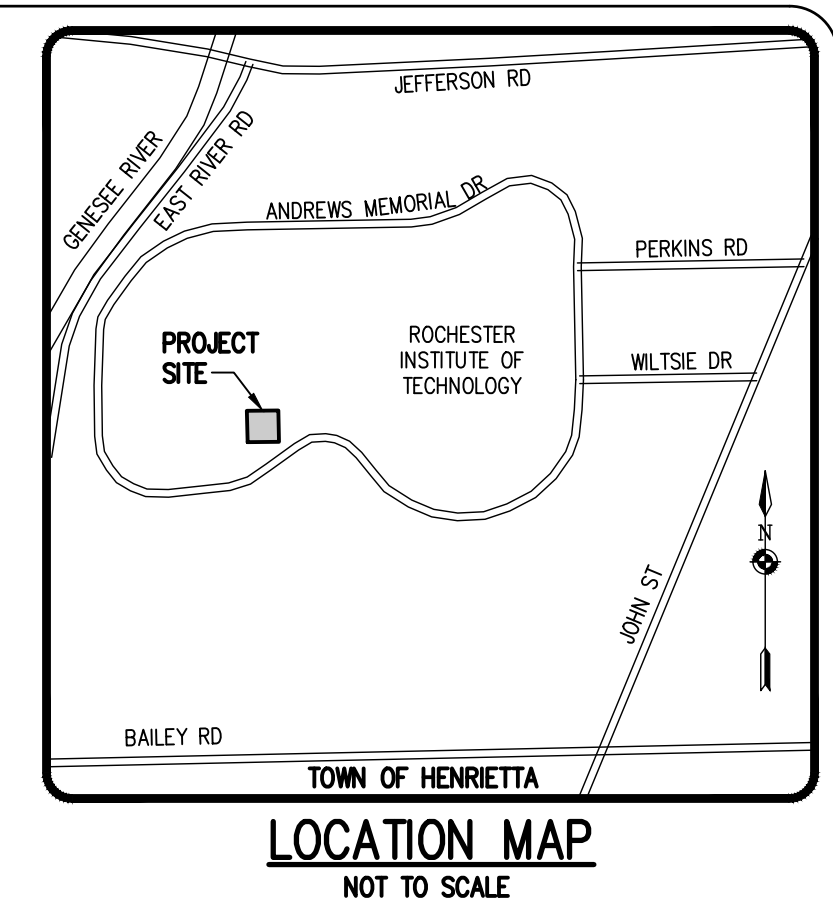 JEFFERSON RD
GENESEE RIVER
EAST RIVER RD
ANDREWS MEMORIAL DR
PERKINS RD
PROJECT
SITE
ROCHESTER
INSTITUTE OF
TECHNOLOGY
WILTSIE DR
N
JOHN ST
BAILEY RD
TOWN OF HENRIETTA
LOCATION MAP
NOT TO SCALE